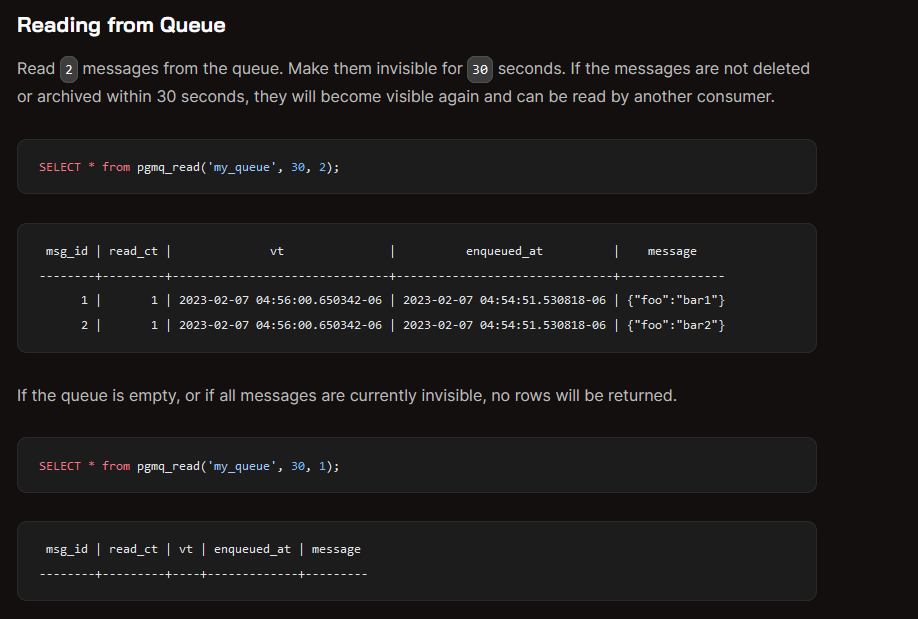 Reading from Queue
Read 2 messages from the queue. Make them invisible for 30 seconds. If the messages are not deleted
or archived within 30 seconds, they will become visible again and can be read by another consumer.
SELECT * from pgmq_read('my_queue', 30, 2);
 msg_id | read_ct |              vt               |          enqueued_at          |    message
--------+---------+-------------------------------+-------------------------------+---------------
      1 |       1 | 2023-02-07 04:56:00.650342-06 | 2023-02-07 04:54:51.530818-06 | {"foo":"bar1"}
      2 |       1 | 2023-02-07 04:56:00.650342-06 | 2023-02-07 04:54:51.530818-06 | {"foo":"bar2"}
If the queue is empty, or if all messages are currently invisible, no rows will be returned.
SELECT * from pgmq_read('my_queue', 30, 1);
 msg_id | read_ct | vt | enqueued_at | message
--------+---------+----+-------------+---------